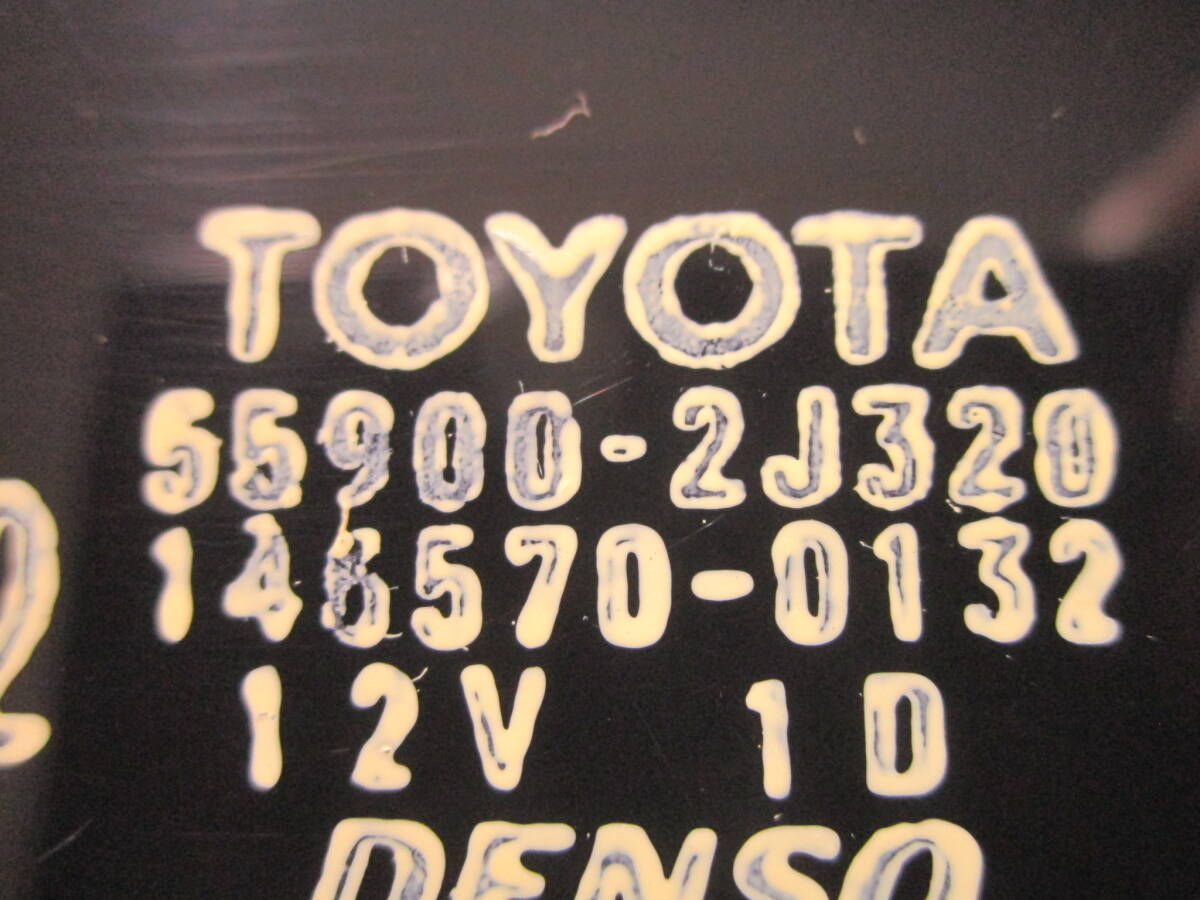 TOYOTA
55900-2J320
146570-0132
12V 1D
DENSO